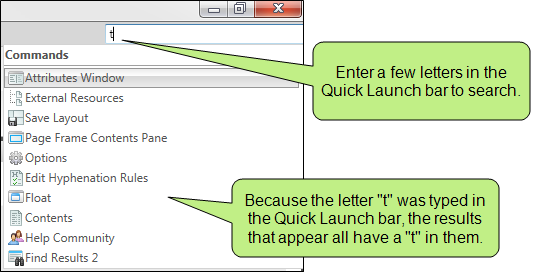 t
Commands
Enter a few letters in the
Quick Launch bar to search.
Attributes Window
External Resources
Save Layout
Page Frame Contents Pane
Options
Edit Hyphenation Rules
Float
Contents
Help Community
Find Results 2
Because the letter "t" was typed in
the Quick Launch bar, the results
that appear all have a "t" in them.